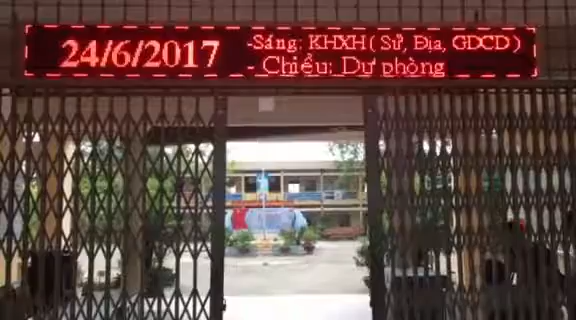 24/6/2017
-Sáng: KHXH ( Sử, Địa, GDCD )
- Chiều: Dự phòng